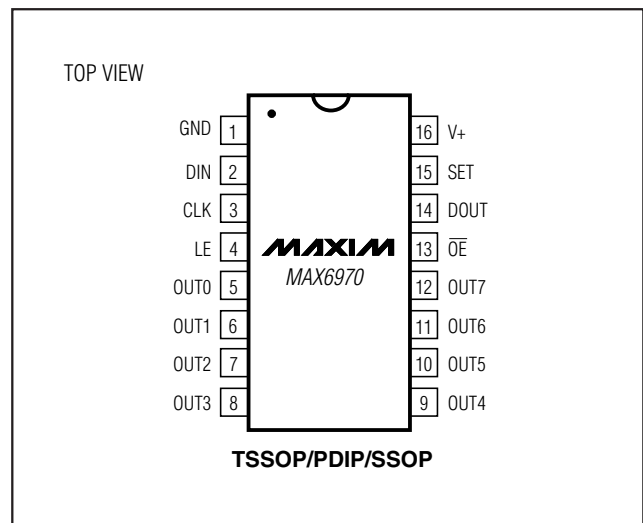 TOP VIEW
GND 1 16 V+
DIN 2 15 SET
CLK 3 14 DOUT
LE 4 MAXIM 13 O̅E̅
OUT0 5 MAX6970 12 OUT7
OUT1 6 11 OUT6
OUT2 7 10 OUT5
OUT3 8 9 OUT4
TSSOP/PDIP/SSOP